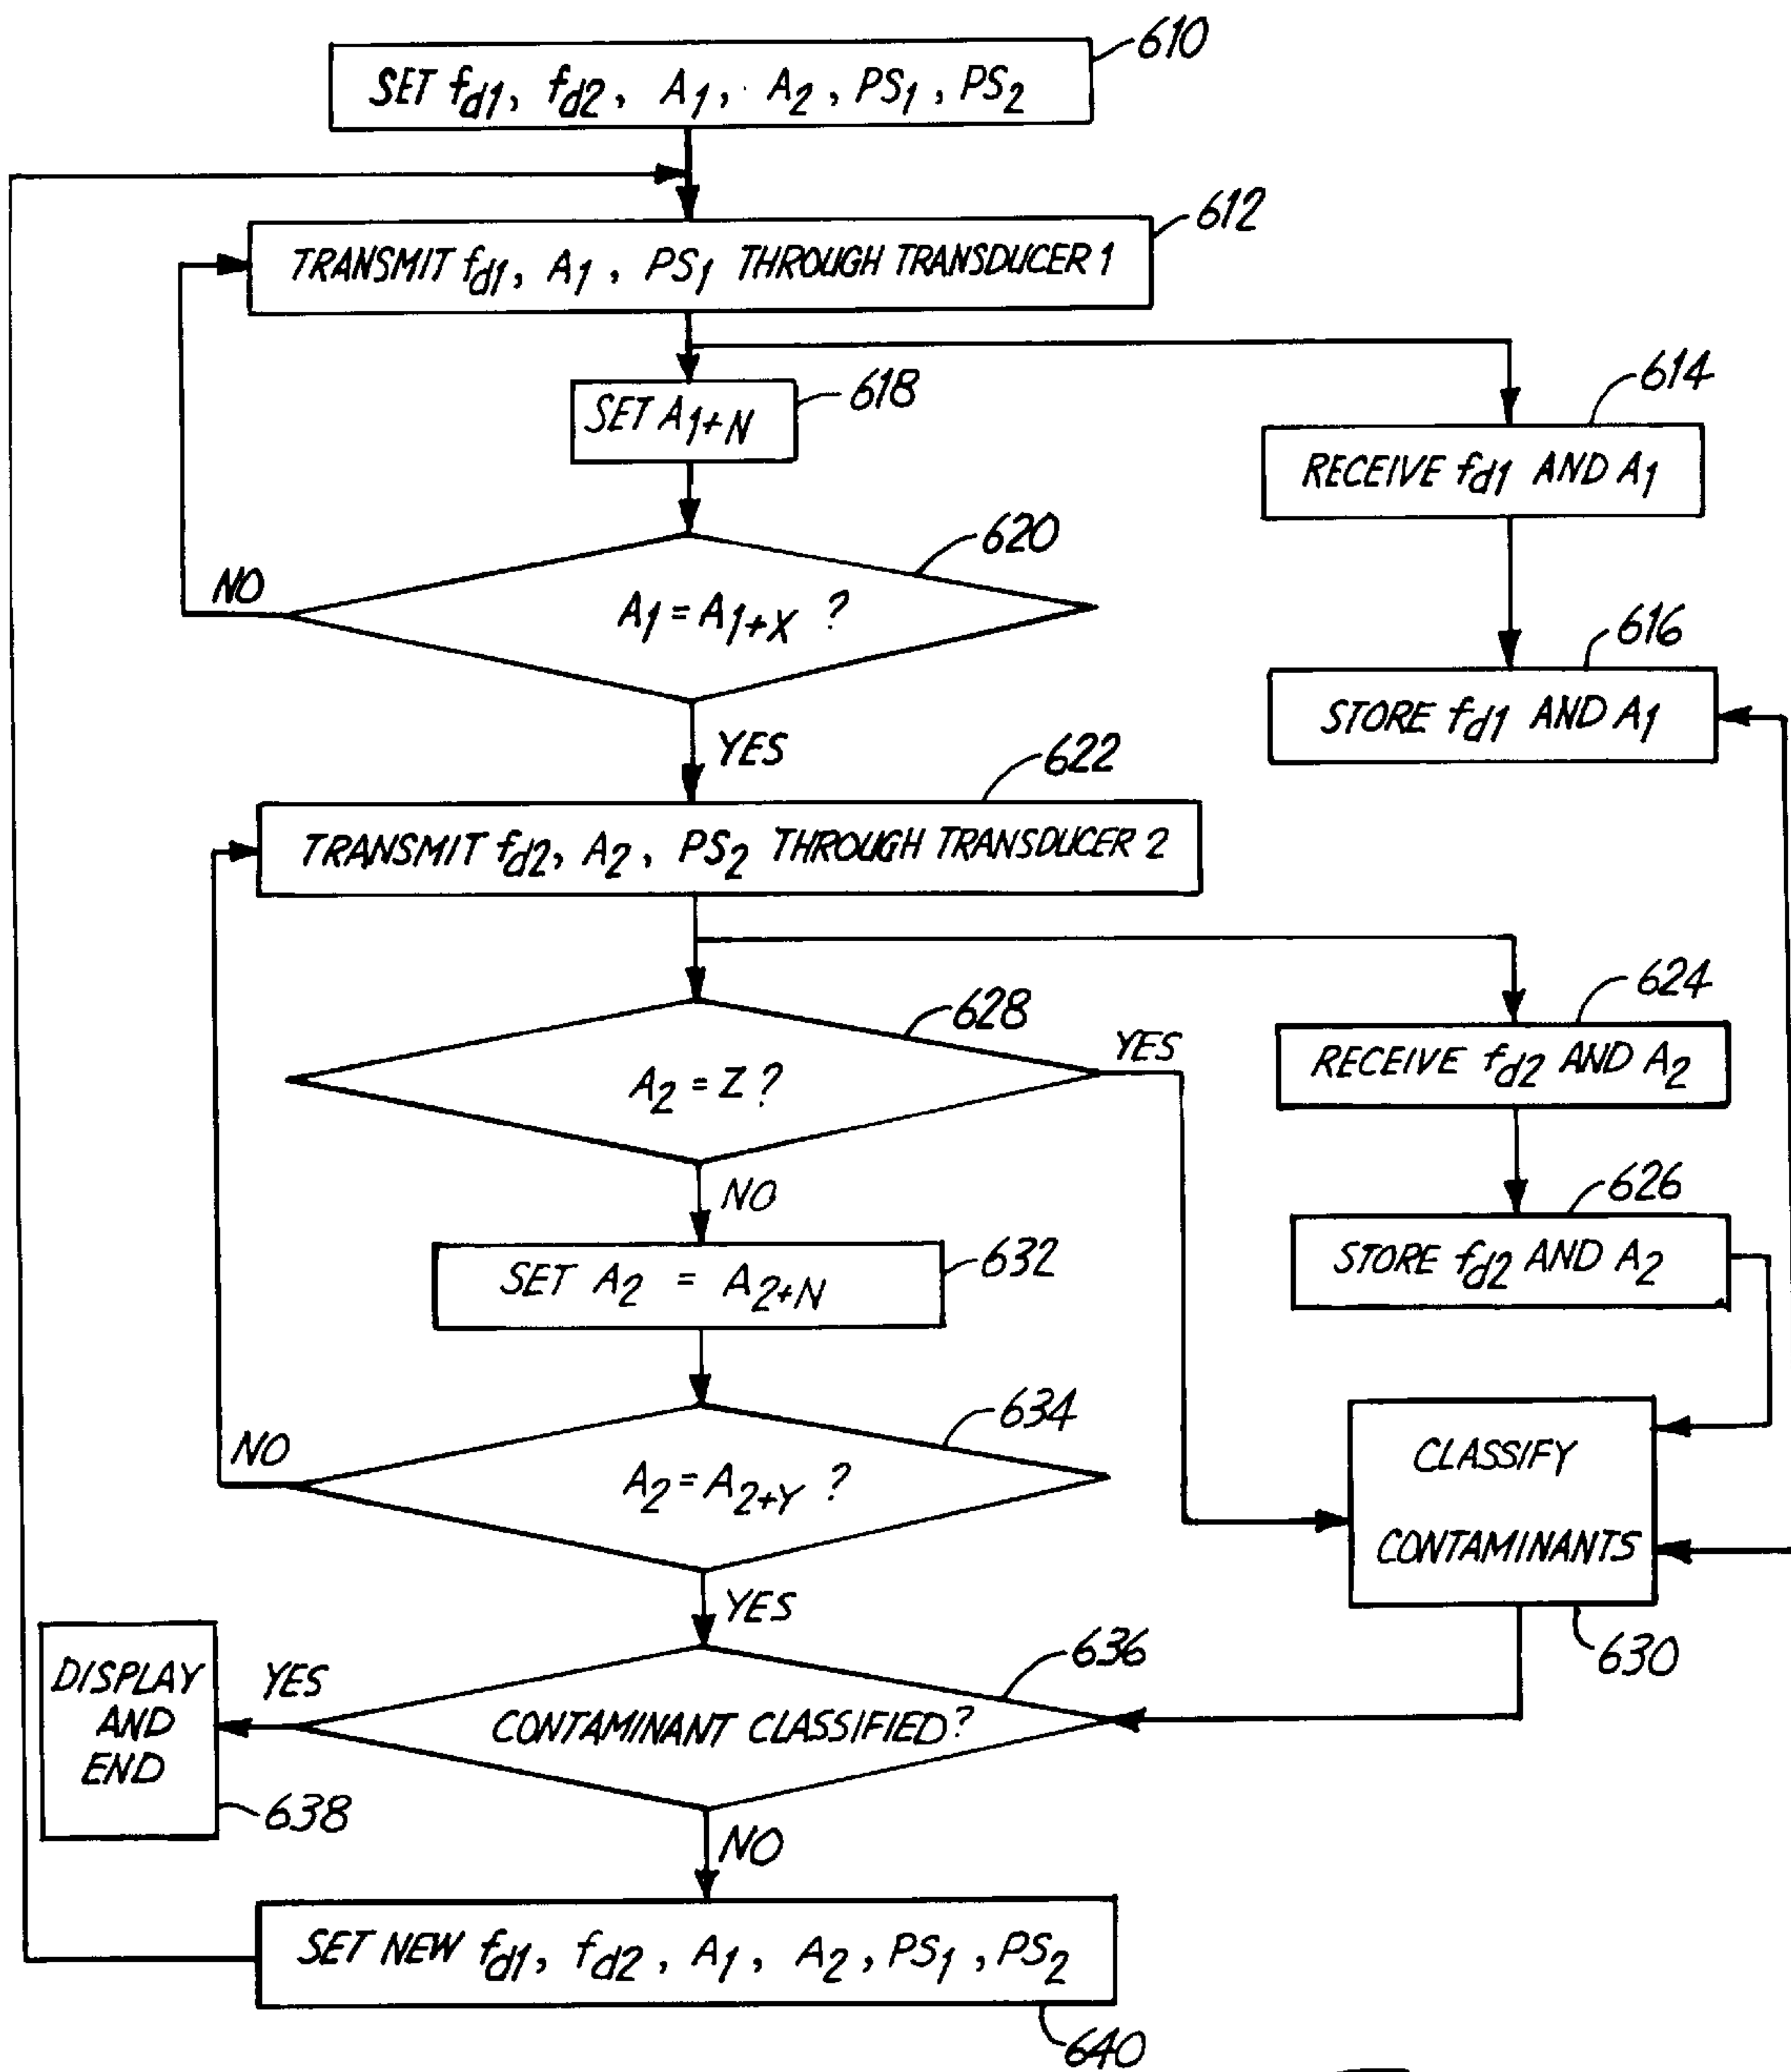 610
SET fd1, fd2, A1, A2, PS1, PS2
612
TRANSMIT fd1, A1, PS1 THROUGH TRANSDUCER 1
618
SET A1+N
614
RECEIVE fd1 AND A1
620
NO
A1 = A1+X ?
616
STORE fd1 AND A1
YES
622
TRANSMIT fd2, A2, PS2 THROUGH TRANSDUCER 2
628
YES
A2 = Z?
624
RECEIVE fd2 AND A2
NO
626
STORE fd2 AND A2
632
SET A2 = A2+N
634
NO
A2 = A2+Y ?
CLASSIFY
CONTAMINANTS
630
YES
636
YES
CONTAMINANT CLASSIFIED?
DISPLAY
AND
END
638
NO
SET NEW fd1, fd2, A1, A2, PS1, PS2
640